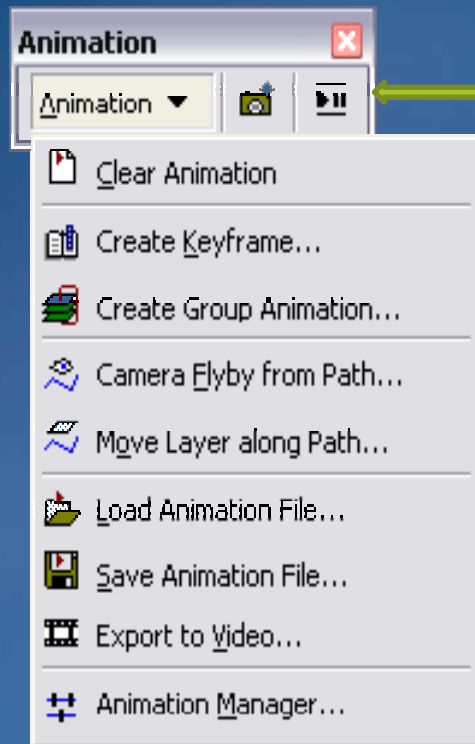 Animation
Animation
Clear Animation
Create Keyframe...
Create Group Animation...
Camera Flyby from Path...
Move Layer along Path...
Load Animation File...
Save Animation File...
Export to Video...
Animation Manager...